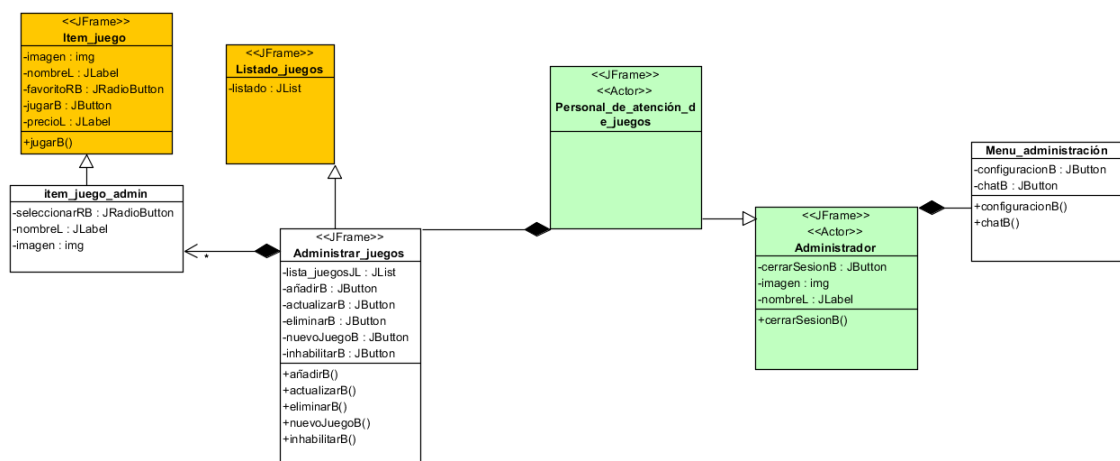 <<JFrame>>
Item_juego
-imagen : img
-nombreL : JLabel
-favoritoRB : JRadioButton
-jugarB : JButton
-precioL : JLabel
+jugarB()
<<JFrame>>
Listado_juegos
-listado : JList
<<JFrame>>
<<Actor>>
Personal_de_atención_d
e_juegos
Menu_administración
-configuracionB : JButton
-chatB : JButton
+configuracionB()
+chatB()
item_juego_admin
-seleccionarRB : JRadioButton
-nombreL : JLabel
-imagen : img
*
<<JFrame>>
Administrar_juegos
-lista_juegosJL : JList
-añadirB : JButton
-actualizarB : JButton
-eliminarB : JButton
-nuevoJuegoB : JButton
-inhabilitarB : JButton
+añadirB()
+actualizarB()
+eliminarB()
+nuevoJuegoB()
+inhabilitarB()
<<JFrame>>
<<Actor>>
Administrador
-cerrarSesionB : JButton
-imagen : img
-nombreL : JLabel
+cerrarSesionB()